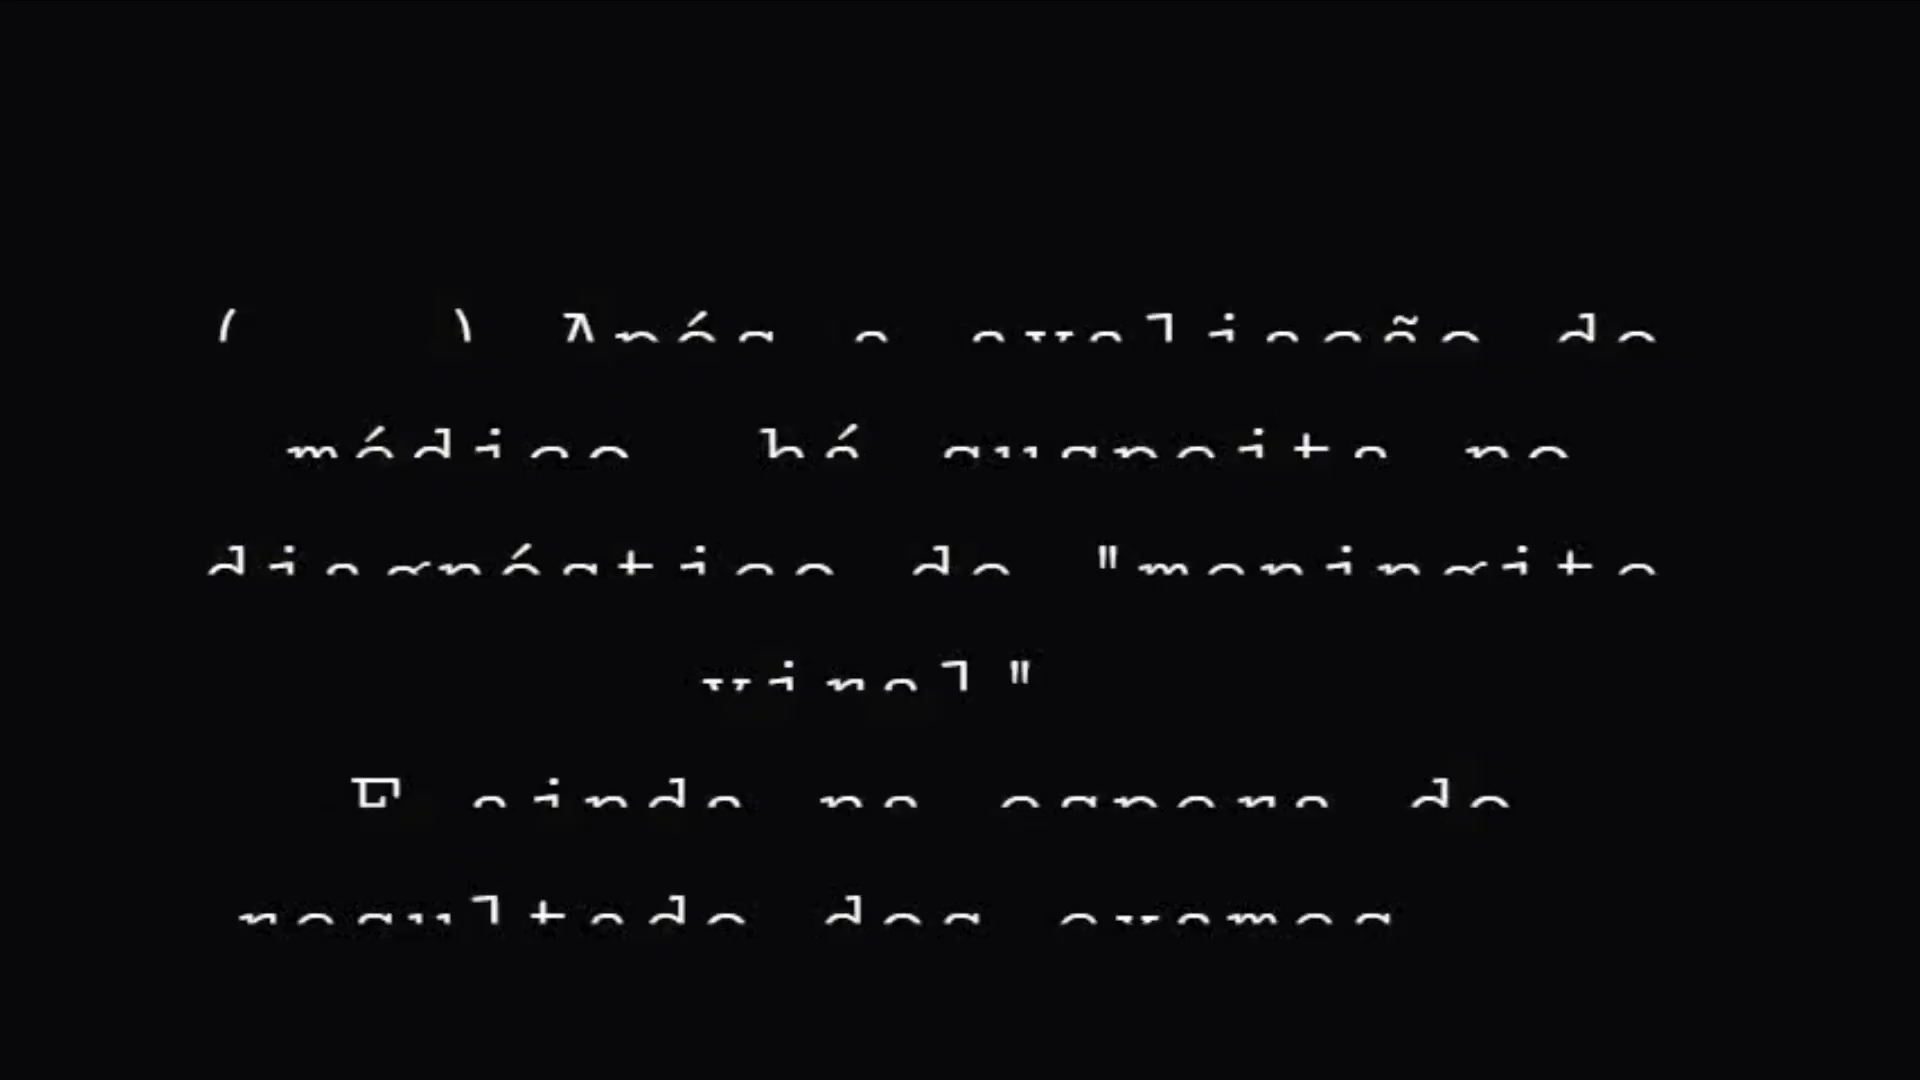 (...) Após a avaliação do
médico, há suspeita no
diagnóstico de "meningite
viral"
E ainda na espera do
resultado dos exames